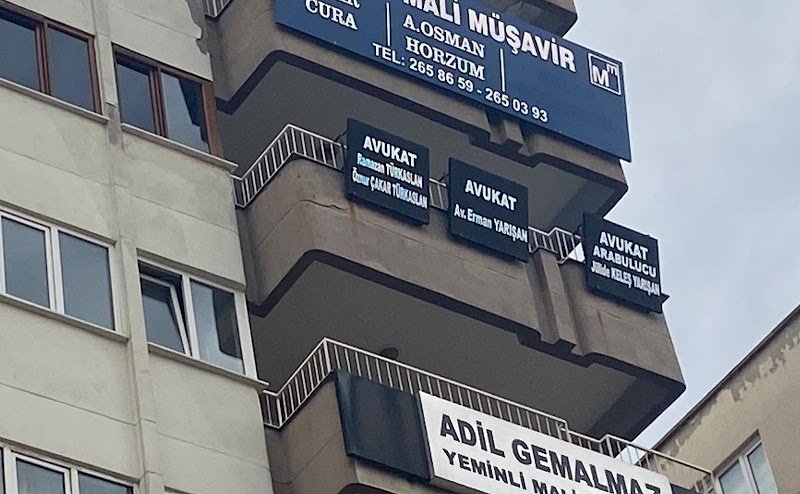 MALİ MÜŞAVİR
CURA
A.OSMAN
HORZUM
TEL: 265 86 59 - 265 03 93
Mm
AVUKAT
Ramazan TÜRKASLAN
Öznur ÇAKAR TÜRKASLAN
AVUKAT
Av. Erman YARIŞAN
AVUKAT
ARABULUCU
Jülide KELEŞ YARIŞAN
ADİL GEMALMAZ
YEMİNLİ MALİ